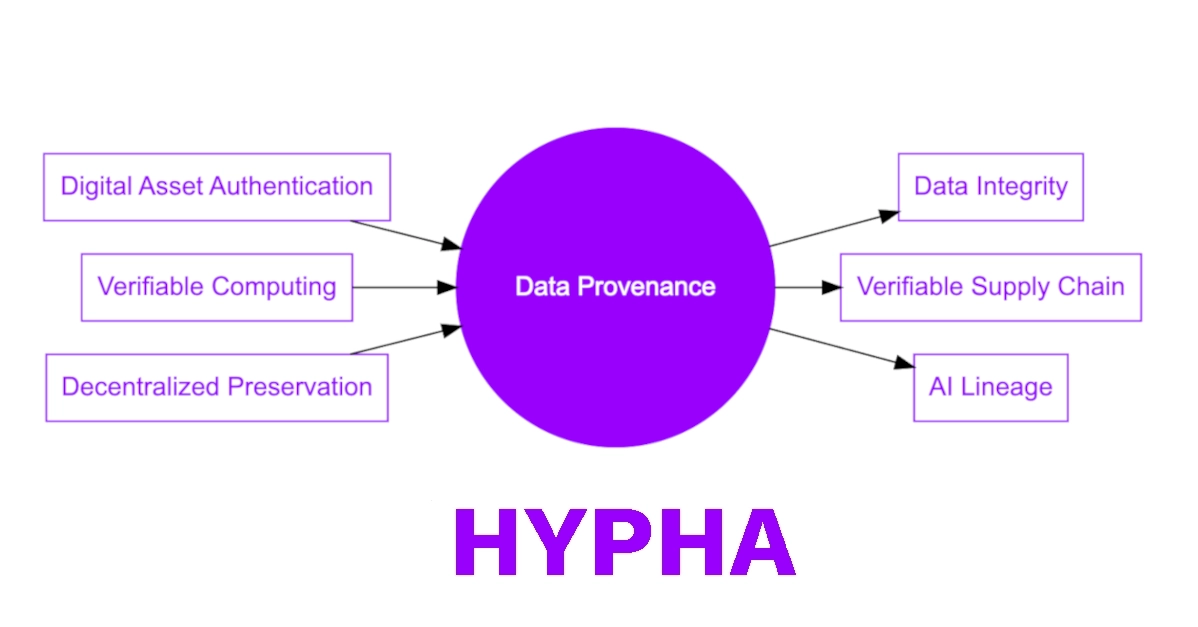 Digital Asset Authentication
Verifiable Computing
Decentralized Preservation
Data Provenance
Data Integrity
Verifiable Supply Chain
AI Lineage
HYPHA